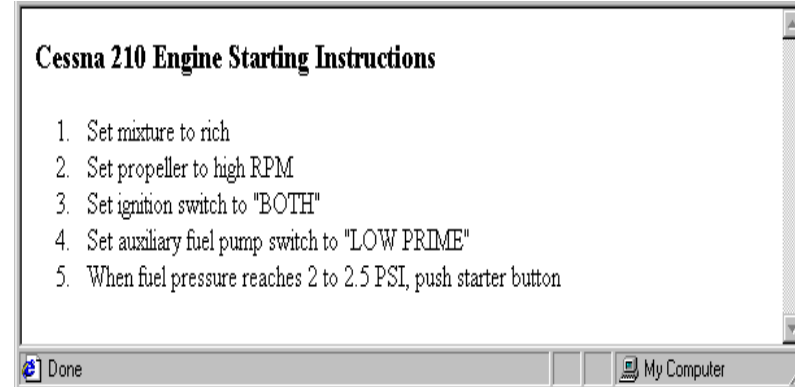 Cessna 210 Engine Starting Instructions
1. Set mixture to rich
2. Set propeller to high RPM
3. Set ignition switch to "BOTH"
4. Set auxiliary fuel pump switch to "LOW PRIME"
5. When fuel pressure reaches 2 to 2.5 PSI, push starter button
Done My Computer